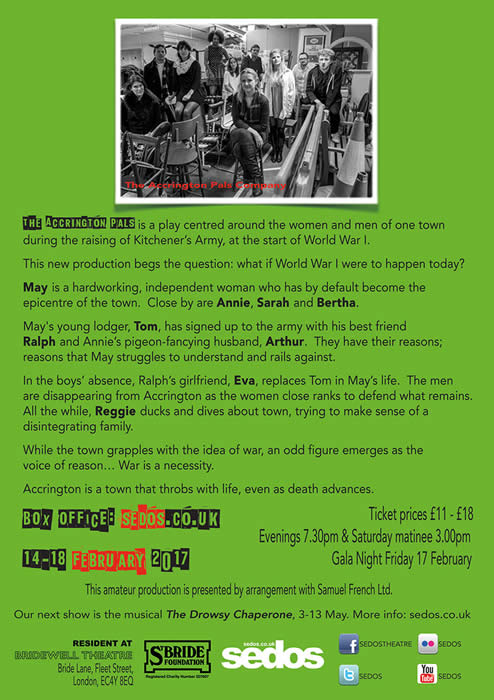 The Accrington Pals Company
THE ACCRINGTON PALS is a play centred around the women and men of one town
during the raising of Kitchener's Army, at the start of World War I.
This new production begs the question: what if World War I were to happen today?
May is a hardworking, independent woman who has by default become the
epicentre of the town.  Close by are Annie, Sarah and Bertha.
May's young lodger, Tom, has signed up to the army with his best friend
Ralph and Annie's pigeon-fancying husband, Arthur.  They have their reasons;
reasons that May struggles to understand and rails against.
In the boys' absence, Ralph's girlfriend, Eva, replaces Tom in May's life.  The men
are disappearing from Accrington as the women close ranks to defend what remains.
All the while, Reggie ducks and dives about town, trying to make sense of a
disintegrating family.
While the town grapples with the idea of war, an odd figure emerges as the
voice of reason... War is a necessity.
Accrington is a town that throbs with life, even as death advances.
BOX OFFICE: SEDOS.CO.UK
14-18 FEBRUARY 2017
Ticket prices £11 - £18
Evenings 7.30pm & Saturday matinee 3.00pm
Gala Night Friday 17 February
This amateur production is presented by arrangement with Samuel French Ltd.
Our next show is the musical The Drowsy Chaperone, 3-13 May. More info: sedos.co.uk
RESIDENT AT
BRIDEWELL THEATRE
Bride Lane, Fleet Street,
London, EC4Y 8EQ
ST BRIDE
FOUNDATION
Registered Charity Number 207607
sedos.co.uk
sedos
f SEDOSTHEATRE
SEDOS
t SEDOS
You Tube SEDOS